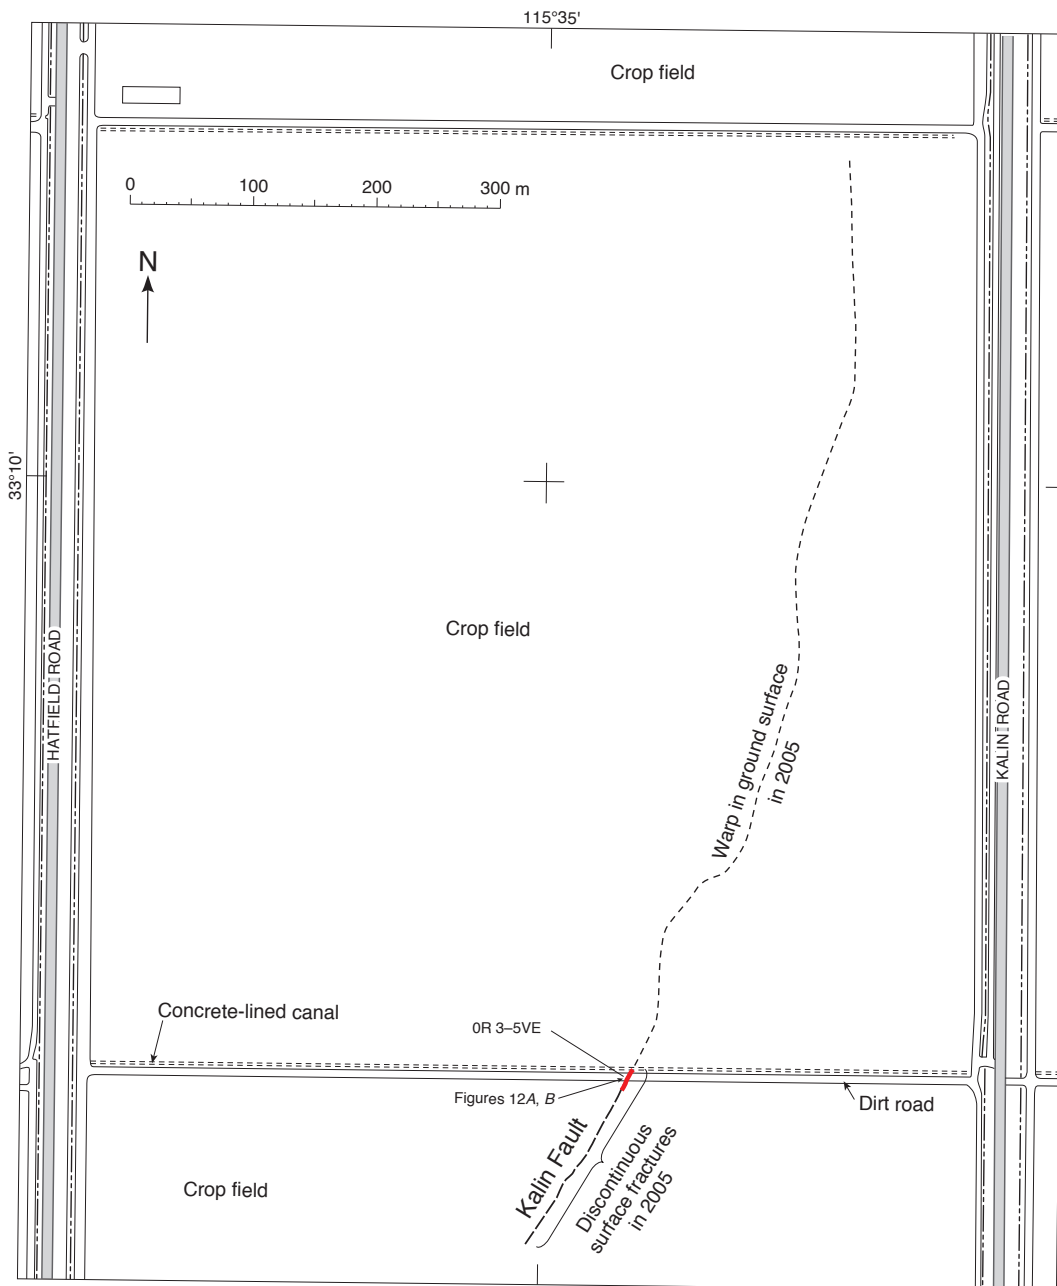 115°35'
Crop field
0 100 200 300 m
N
33°10'
Crop field
HATFIELD ROAD
KALIN ROAD
Warp in ground surface
in 2005
Concrete-lined canal
0R 3–5VE
Figures 12A, B
Dirt road
Kalin Fault
Discontinuous
surface fractures
in 2005
Crop field